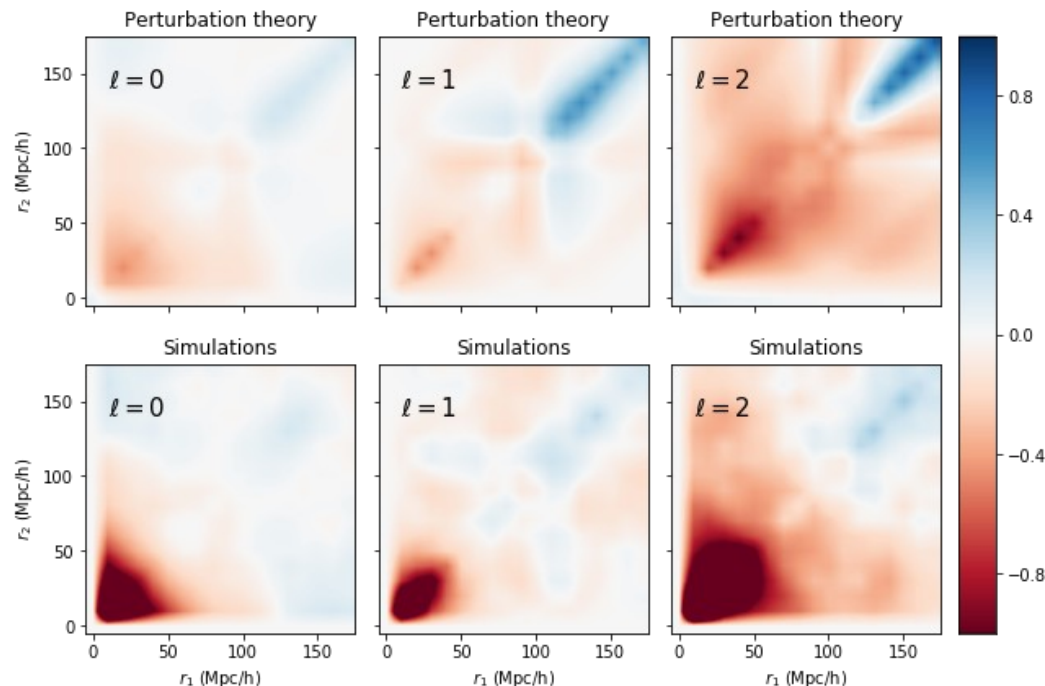 Perturbation theory Perturbation theory Perturbation theory
ℓ = 0 ℓ = 1 ℓ = 2
150
100
50
0
r₂ (Mpc/h)
0.8
0.4
0.0
−0.4
−0.8
Simulations Simulations Simulations
ℓ = 0 ℓ = 1 ℓ = 2
150
100
50
0
r₂ (Mpc/h)
0 50 100 150 0 50 100 150 0 50 100 150
r₁ (Mpc/h) r₁ (Mpc/h) r₁ (Mpc/h)